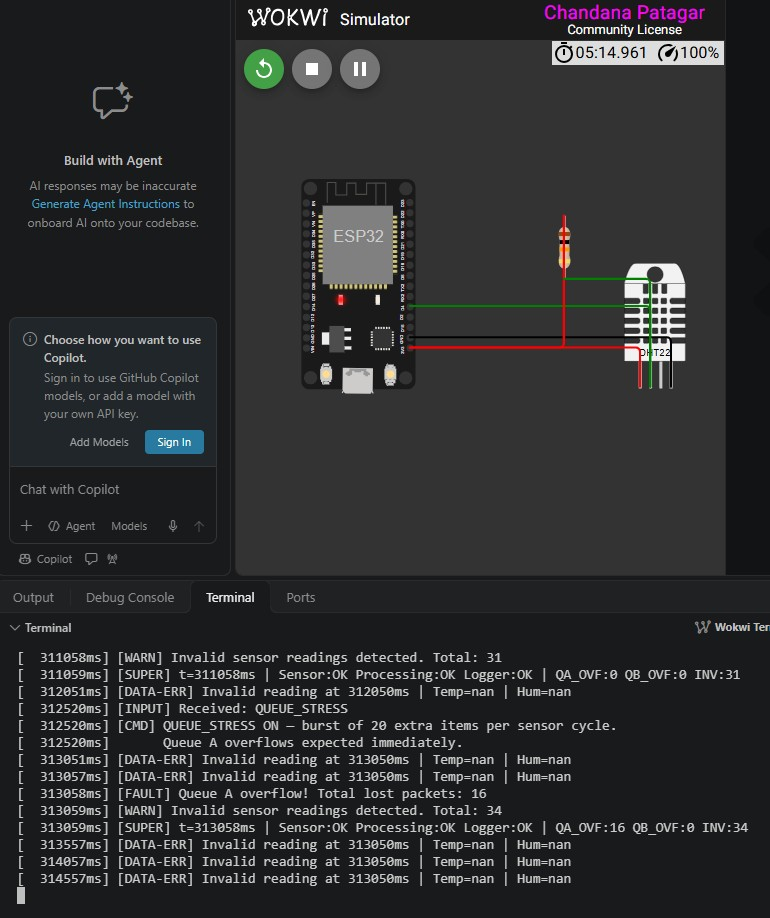 WOKWI Simulator
Chandana Patagar
Community License
05:14.961 100%
Build with Agent
AI responses may be inaccurate
Generate Agent Instructions to
onboard AI onto your codebase.
ESP32
DHT22
Choose how you want to use
Copilot.
Sign in to use GitHub Copilot
models, or add a model with
your own API key.
Add Models Sign In
Chat with Copilot
Agent Models
Copilot
Output Debug Console Terminal Ports
Terminal Wokwi Ter
[  311058ms] [WARN] Invalid sensor readings detected. Total: 31
[  311059ms] [SUPER] t=311058ms | Sensor:OK Processing:OK Logger:OK | QA_OVF:0 QB_OVF:0 INV:31
[  312051ms] [DATA-ERR] Invalid reading at 312050ms | Temp=nan | Hum=nan
[  312520ms] [INPUT] Received: QUEUE_STRESS
[  312520ms] [CMD] QUEUE_STRESS ON – burst of 20 extra items per sensor cycle.
[  312520ms]       Queue A overflows expected immediately.
[  313051ms] [DATA-ERR] Invalid reading at 313050ms | Temp=nan | Hum=nan
[  313057ms] [DATA-ERR] Invalid reading at 313050ms | Temp=nan | Hum=nan
[  313058ms] [FAULT] Queue A overflow! Total lost packets: 16
[  313059ms] [WARN] Invalid sensor readings detected. Total: 34
[  313059ms] [SUPER] t=313058ms | Sensor:OK Processing:OK Logger:OK | QA_OVF:16 QB_OVF:0 INV:34
[  313557ms] [DATA-ERR] Invalid reading at 313050ms | Temp=nan | Hum=nan
[  314057ms] [DATA-ERR] Invalid reading at 313050ms | Temp=nan | Hum=nan
[  314557ms] [DATA-ERR] Invalid reading at 313050ms | Temp=nan | Hum=nan
[